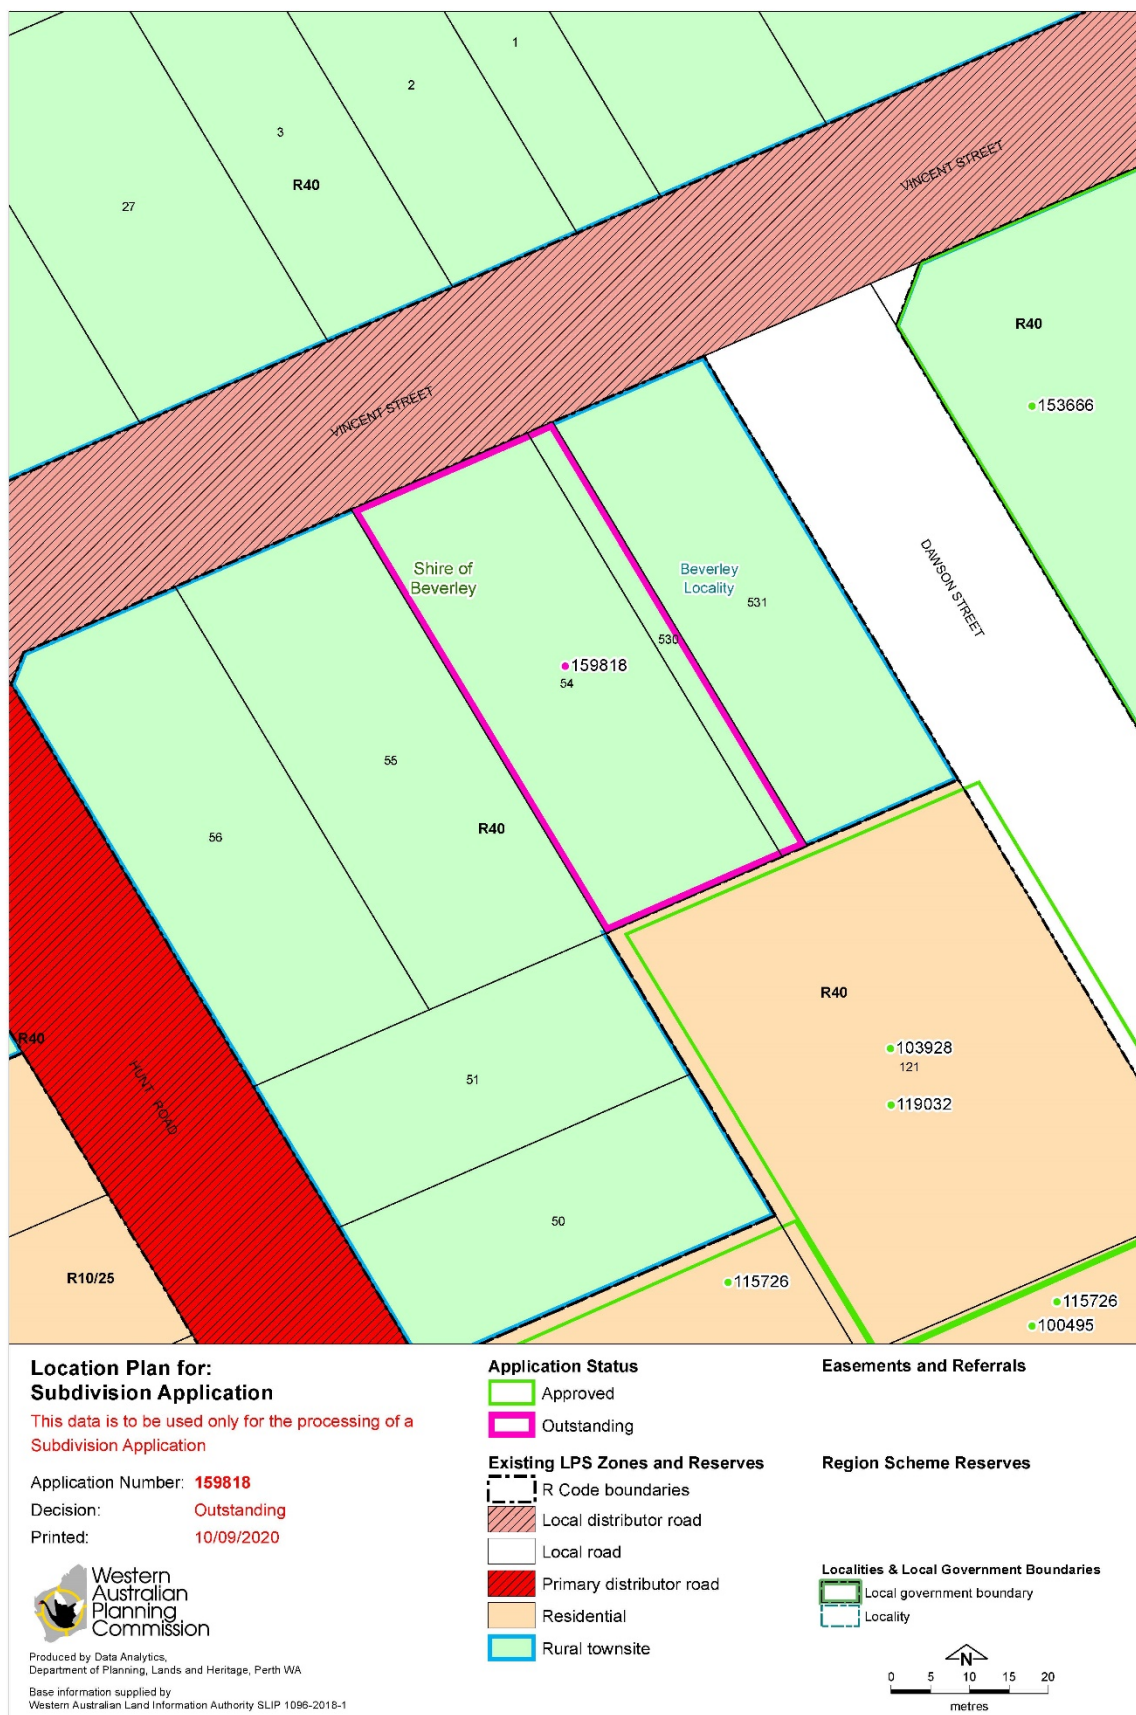 1
2
3
R40
27
VINCENT STREET
R40
153666
VINCENT STREET
DAWSON STREET
Shire of
Beverley
Beverley
Locality
531
530
159818
54
55
R40
56
R40
R40
103928
121
119032
HUNT ROAD
51
50
R10/25
115726
115726
100495
Location Plan for:
Subdivision Application
This data is to be used only for the processing of a
Subdivision Application
Application Number: 159818
Decision: Outstanding
Printed: 10/09/2020
Western
Australian
Planning
Commission
Produced by Data Analytics,
Department of Planning, Lands and Heritage, Perth WA
Base information supplied by
Western Australian Land Information Authority SLIP 1096-2018-1
Application Status
Approved
Outstanding
Existing LPS Zones and Reserves
R Code boundaries
Local distributor road
Local road
Primary distributor road
Residential
Rural townsite
Easements and Referrals
Region Scheme Reserves
Localities & Local Government Boundaries
Local government boundary
Locality
N
0 5 10 15 20
metres